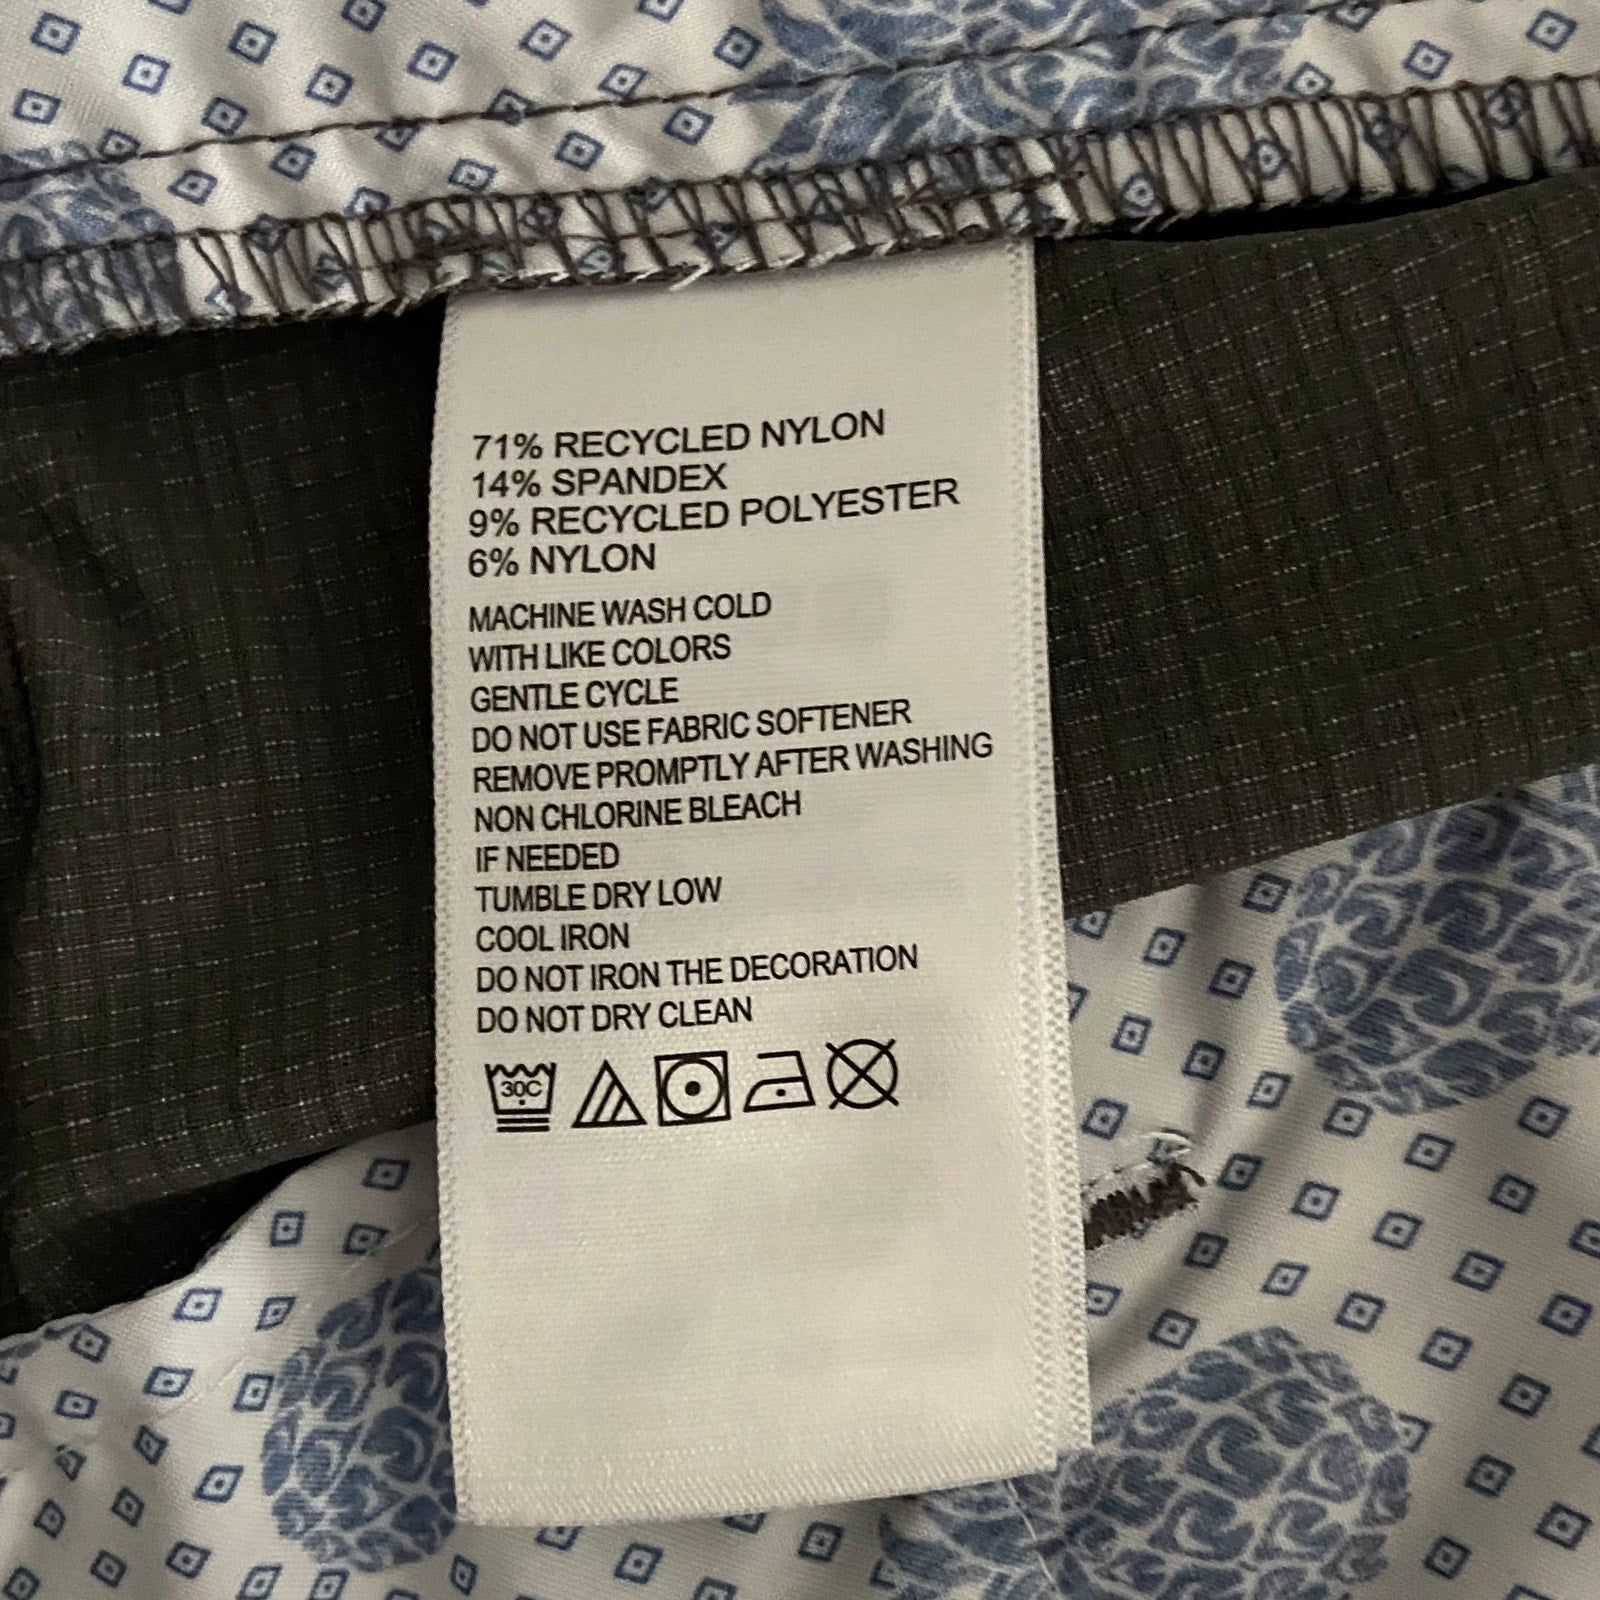 71% RECYCLED NYLON
14% SPANDEX
9% RECYCLED POLYESTER
6% NYLON
MACHINE WASH COLD
WITH LIKE COLORS
GENTLE CYCLE
DO NOT USE FABRIC SOFTENER
REMOVE PROMPTLY AFTER WASHING
NON CHLORINE BLEACH
IF NEEDED
TUMBLE DRY LOW
COOL IRON
DO NOT IRON THE DECORATION
DO NOT DRY CLEAN
30C